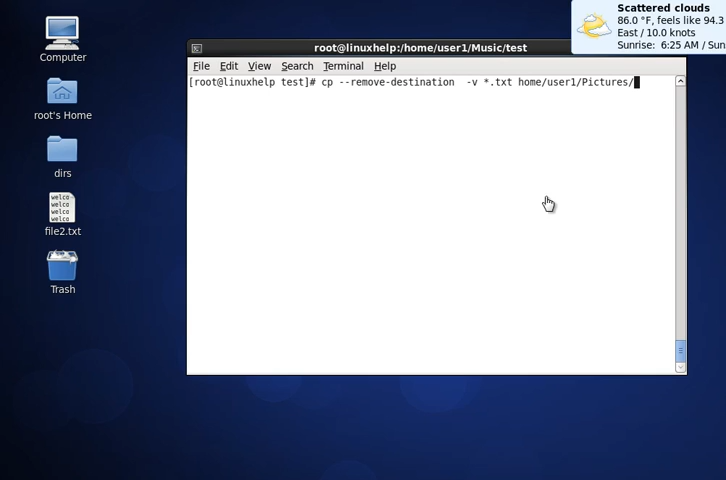 Scattered clouds
86.0 °F, feels like 94.3
East / 10.0 knots
Sunrise: 6:25 AM / Sun
Computer
root's Home
dirs
welco
welco
welco
welco
file2.txt
Trash
root@linuxhelp:/home/user1/Music/test
File Edit View Search Terminal Help
[root@linuxhelp test]# cp --remove-destination  -v *.txt home/user1/Pictures/